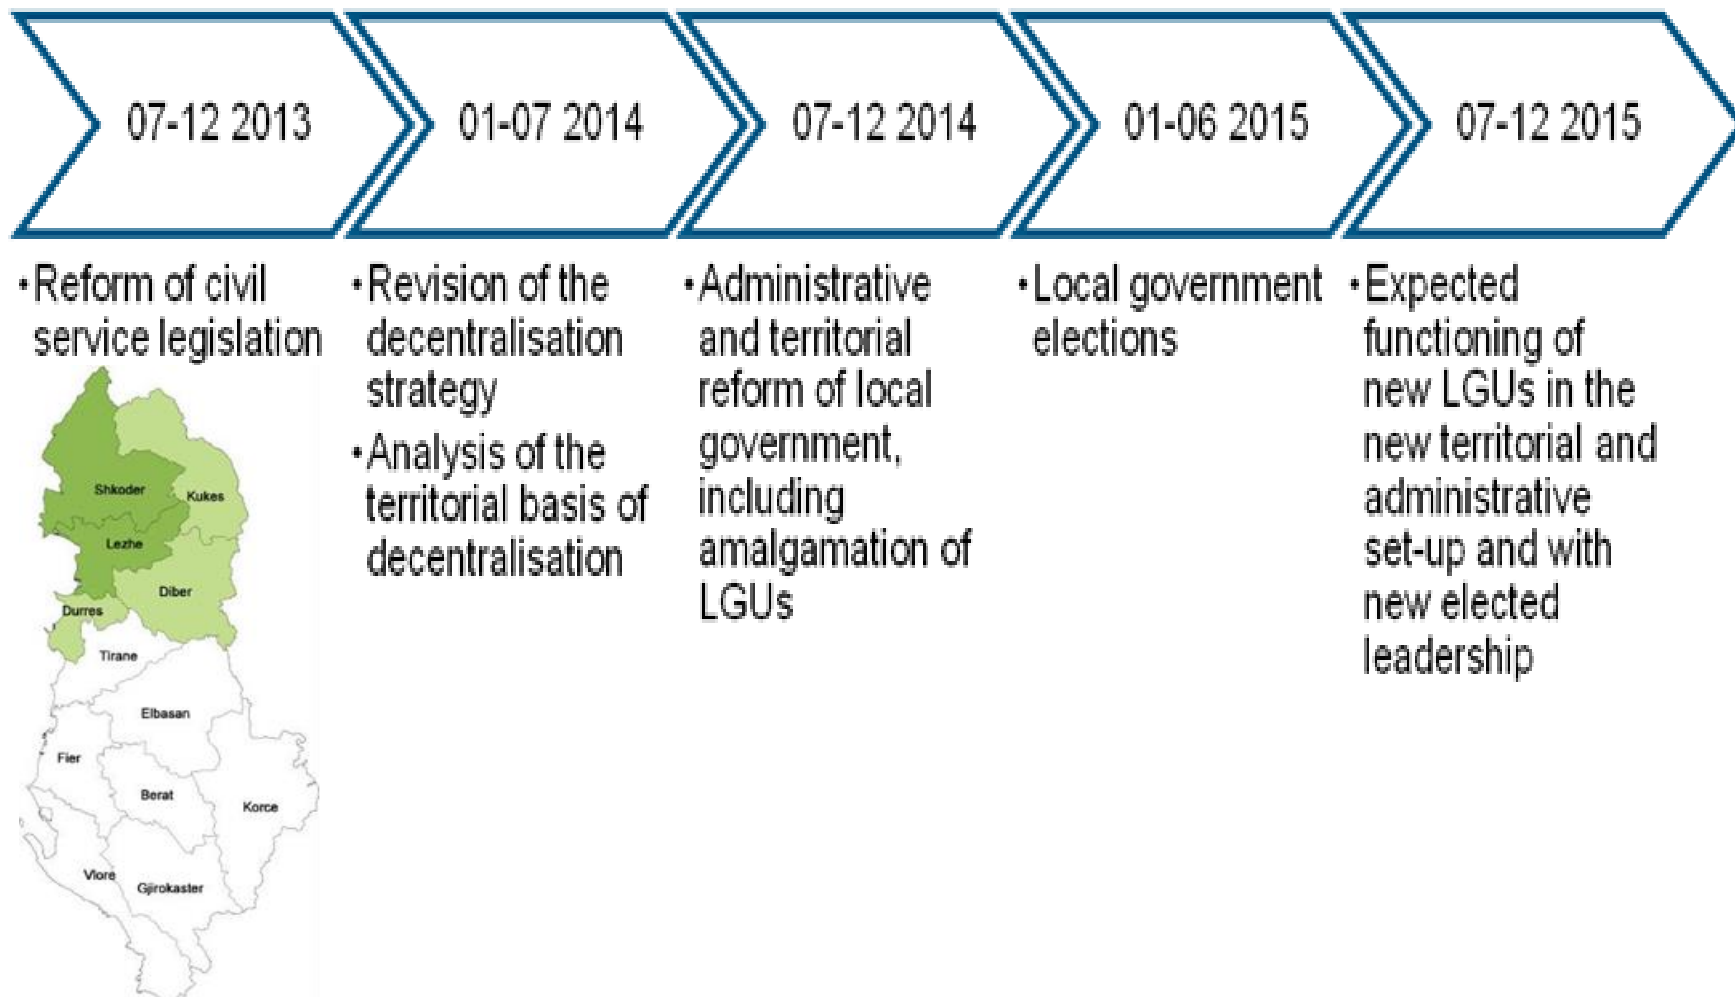 07-12 2013
01-07 2014
07-12 2014
01-06 2015
07-12 2015
•Reform of civil
service legislation
•Revision of the
decentralisation
strategy
•Analysis of the
territorial basis of
decentralisation
•Administrative
and territorial
reform of local
government,
including
amalgamation of
LGUs
•Local government
elections
•Expected
functioning of
new LGUs in the
new territorial and
administrative
set-up and with
new elected
leadership
Shkoder
Kukes
Lezhe
Diber
Durres
Tirane
Elbasan
Fier
Berat
Korce
Vlore
Gjirokaster